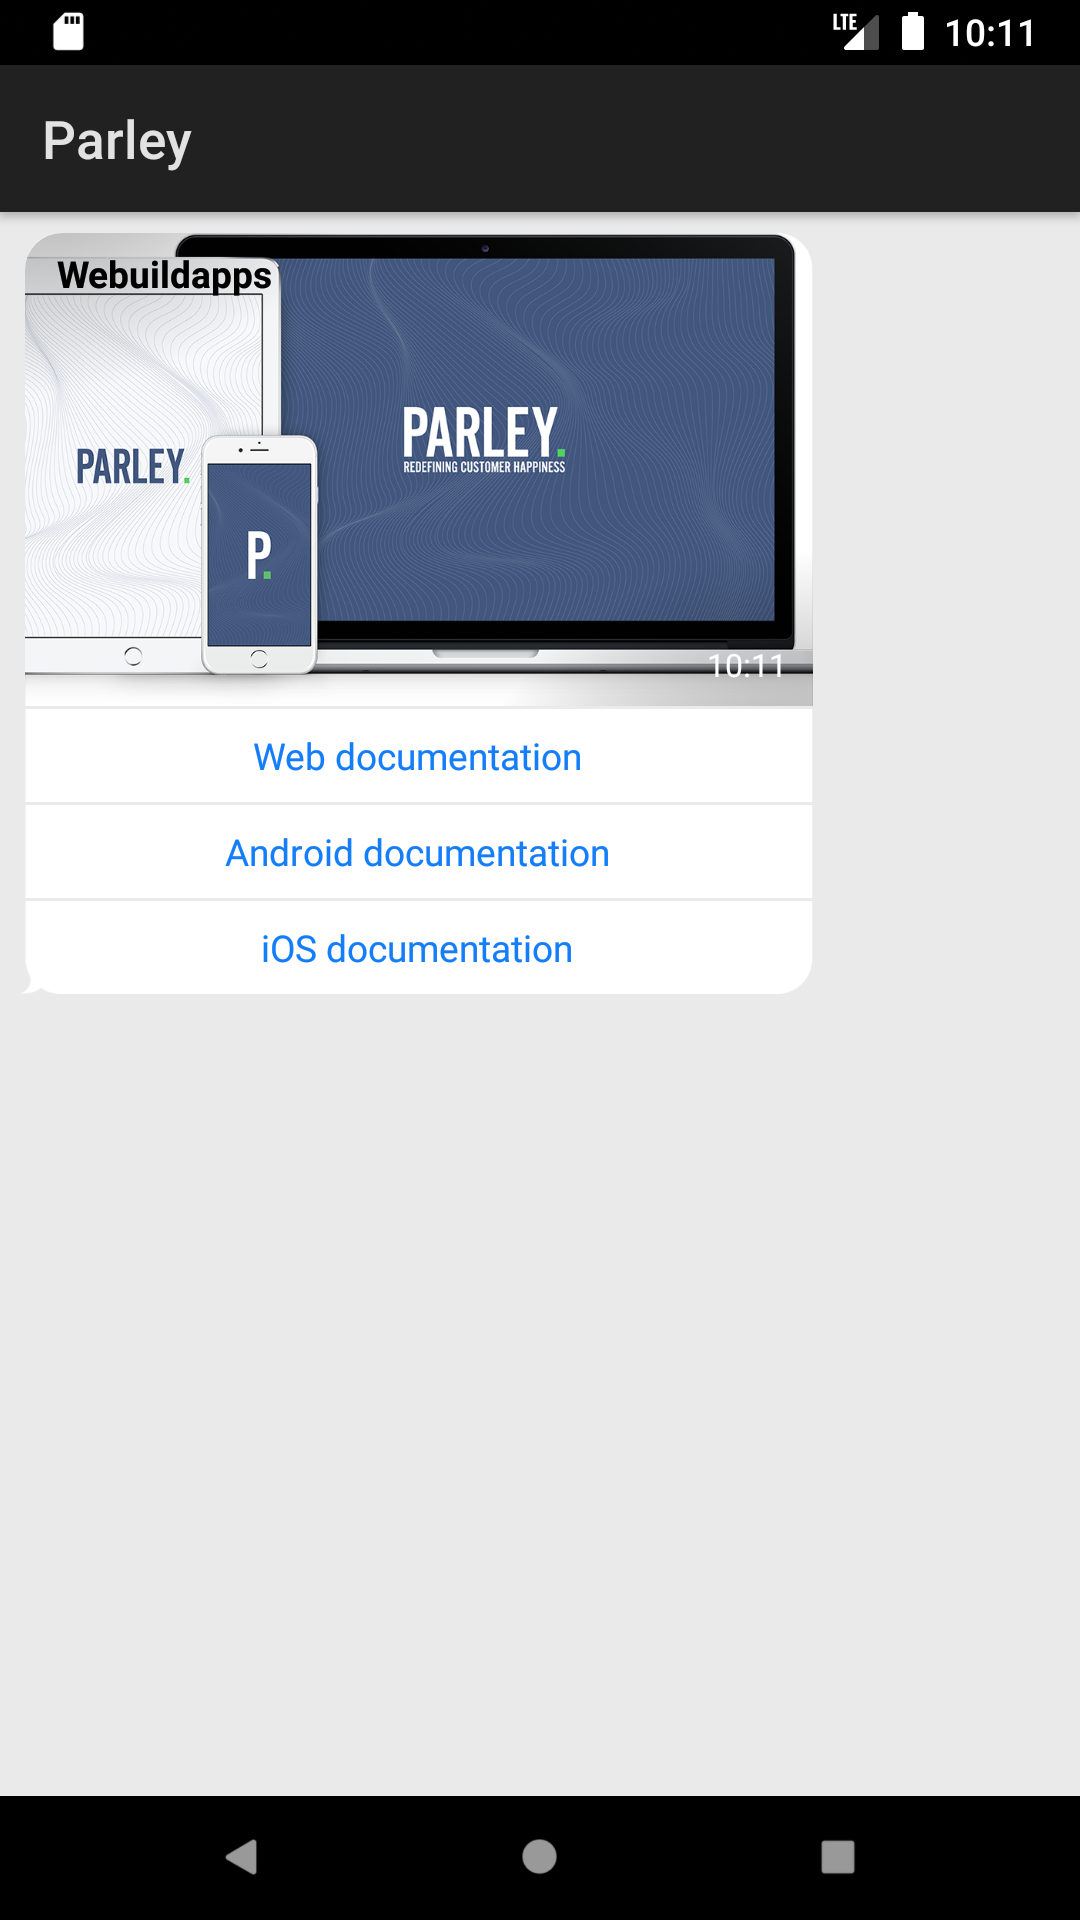 LTE 10:11
Parley
Webuildapps
PARLEY.
REDEFINING CUSTOMER HAPPINESS
PARLEY.
P.
10:11
Web documentation
Android documentation
iOS documentation